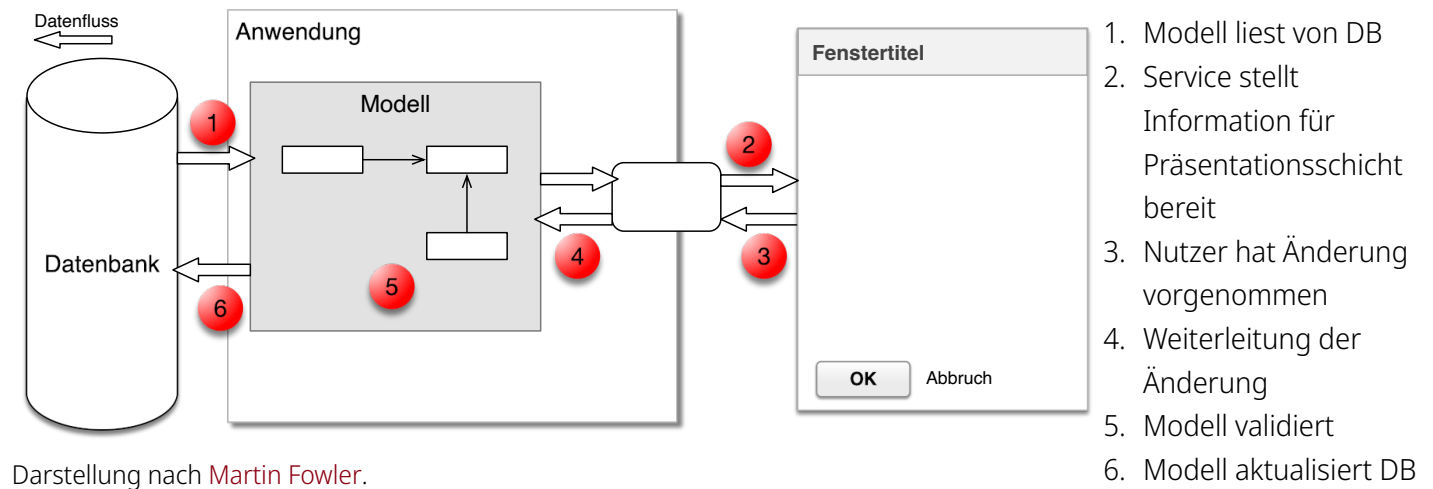 Datenfluss
Anwendung
Modell
Datenbank
1
2
3
4
5
6
Fenstertitel
OK
Abbruch
1. Modell liest von DB
2. Service stellt
Information für
Präsentationsschicht
bereit
3. Nutzer hat Änderung
vorgenommen
4. Weiterleitung der
Änderung
5. Modell validiert
6. Modell aktualisiert DB
Darstellung nach Martin Fowler.